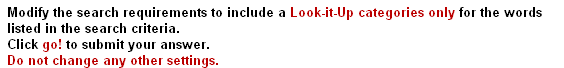 Modify the search requirements to include a Look-it-Up categories only for the words
listed in the search criteria.
Click go! to submit your answer.
Do not change any other settings.